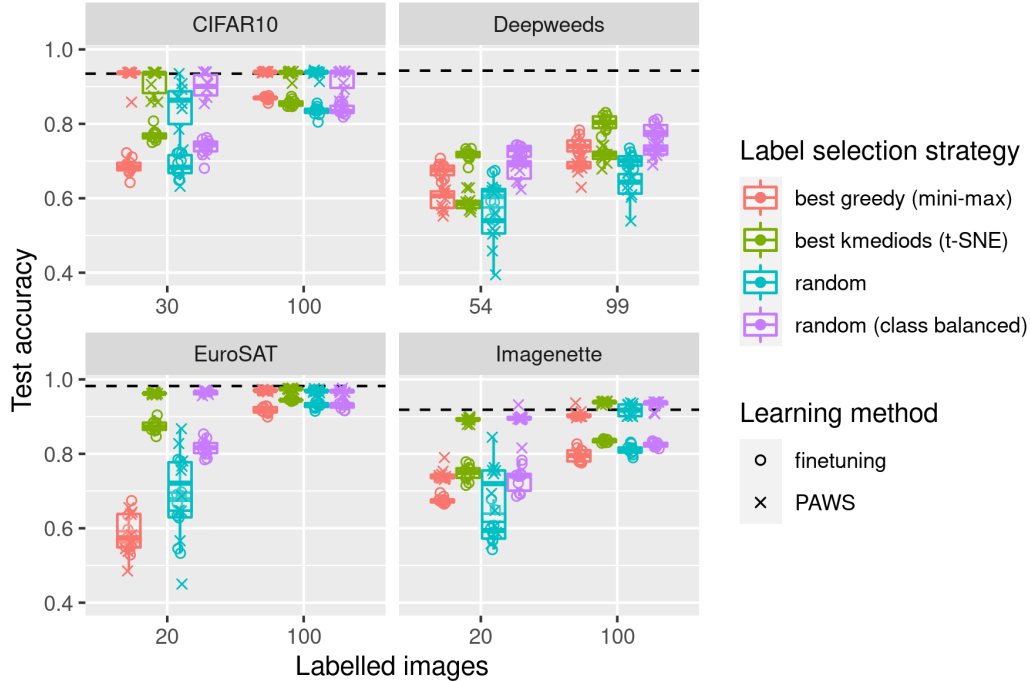 CIFAR10
Deepweeds
1.0
0.8
0.6
0.4
30
100
54
99
EuroSAT
Imagenette
1.0
0.8
0.6
0.4
20
100
20
100
Test accuracy
Labelled images
Label selection strategy
best greedy (mini-max)
best kmediods (t-SNE)
random
random (class balanced)
Learning method
finetuning
PAWS